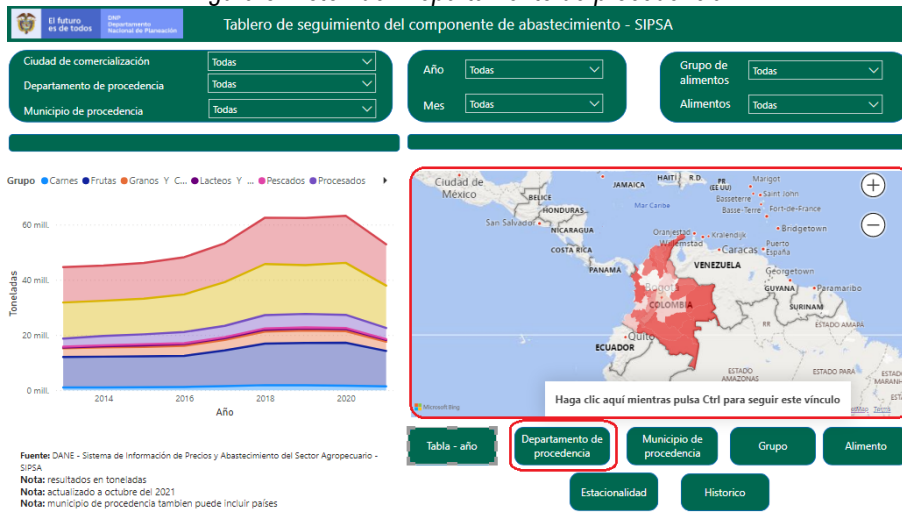 El futuro es de todos
DNP Departamento Nacional de Planeación
Tablero de seguimiento del componente de abastecimiento - SIPSA
Ciudad de comercialización Todas
Departamento de procedencia Todas
Municipio de procedencia Todas
Año Todas
Mes Todas
Grupo de alimentos Todas
Alimentos Todas
Grupo Carnes Frutas Granos Y C... Lacteos Y ... Pescados Procesados
60 mill.
40 mill.
20 mill.
0 mill.
Toneladas
2014 2016 2018 2020
Año
Ciudad de México
BELICE
HONDURAS
San Salvador
NICARAGUA
COSTA RICA
PANAMÁ
JAMAICA
HAITÍ
R.D.
PR (EE.UU)
Mar Caribe
Marigot
Saint John
Basseterre
Basse-Terre
Fort-de-France
Bridgetown
Oranjestad
Kralendijk
Willemstad
Caracas
Puerto España
VENEZUELA
Georgetown
GUYANA
Paramaribo
SURINAM
Bogotá
COLOMBIA
Quito
ECUADOR
RR
ESTADO AMAPÁ
ESTADO AMAZONAS
ESTADO PARÁ
Microsoft Bing
Haga clic aquí mientras pulsa Ctrl para seguir este vínculo
Tabla - año
Departamento de procedencia
Municipio de procedencia
Grupo
Alimento
Estacionalidad
Historico
Fuente: DANE - Sistema de Información de Precios y Abastecimiento del Sector Agropecuario -
SIPSA
Nota: resultados en toneladas
Nota: actualizado a octubre del 2021
Nota: municipio de procedencia tambien puede incluir países